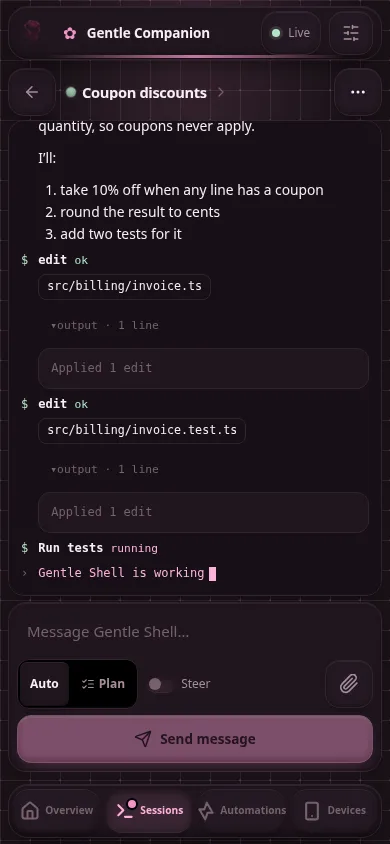 Gentle Companion
Live
Coupon discounts
quantity, so coupons never apply.
I'll:
1. take 10% off when any line has a coupon
2. round the result to cents
3. add two tests for it
$ edit ok
src/billing/invoice.ts
▾output · 1 line
Applied 1 edit
$ edit ok
src/billing/invoice.test.ts
▾output · 1 line
Applied 1 edit
$ Run tests running
› Gentle Shell is working
Message Gentle Shell...
Auto
Plan
Steer
Send message
Overview
Sessions
Automations
Devices